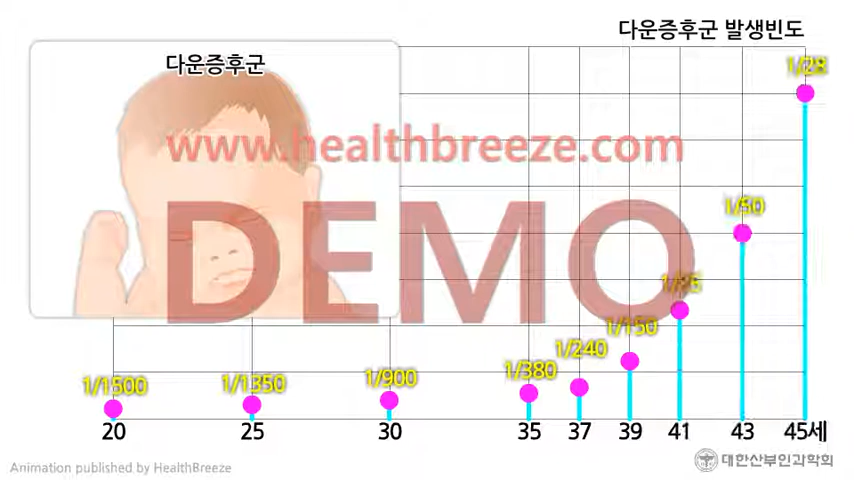 다운증후군 발생빈도
다운증후군
1/28
www.healthbreeze.com
DEMO
1/50
1/150
1/240
1/380
1/900
1/1350
1/1500
20 25 30 35 37 39 41 43 45세
Animation published by HealthBreeze
대한산부인과학회